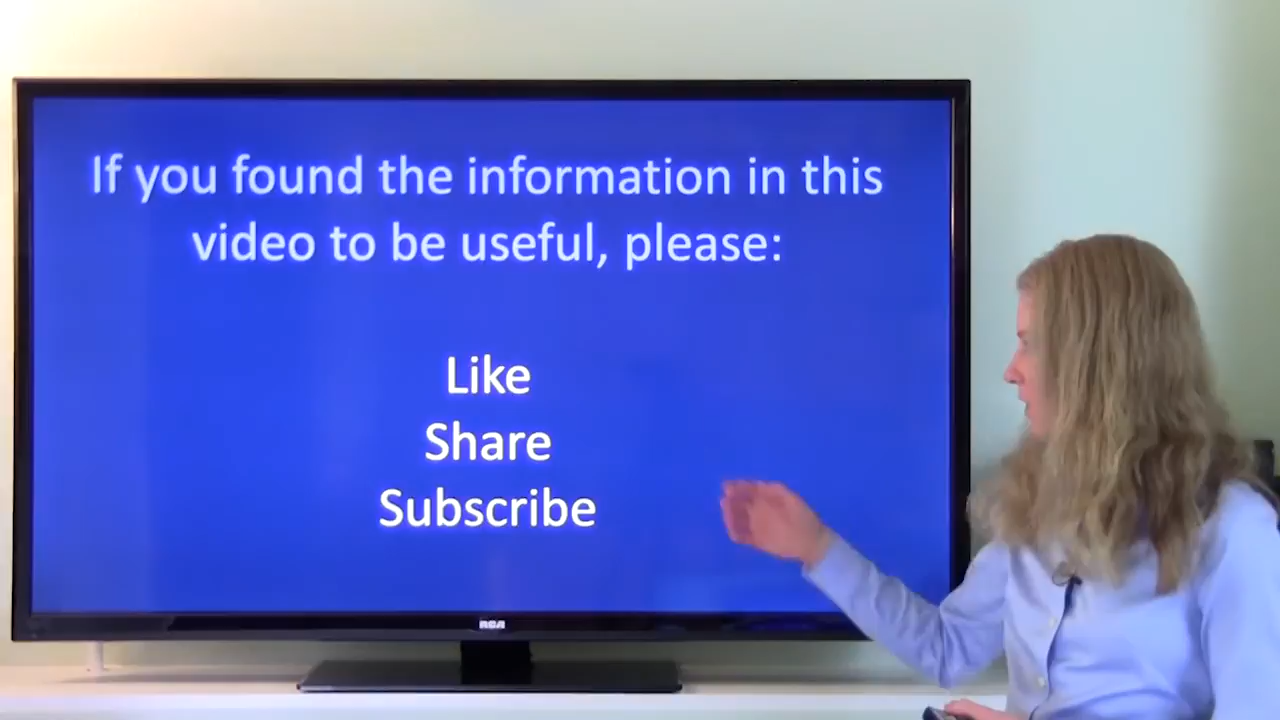 If you found the information in this
video to be useful, please:
Like
Share
Subscribe
RCA